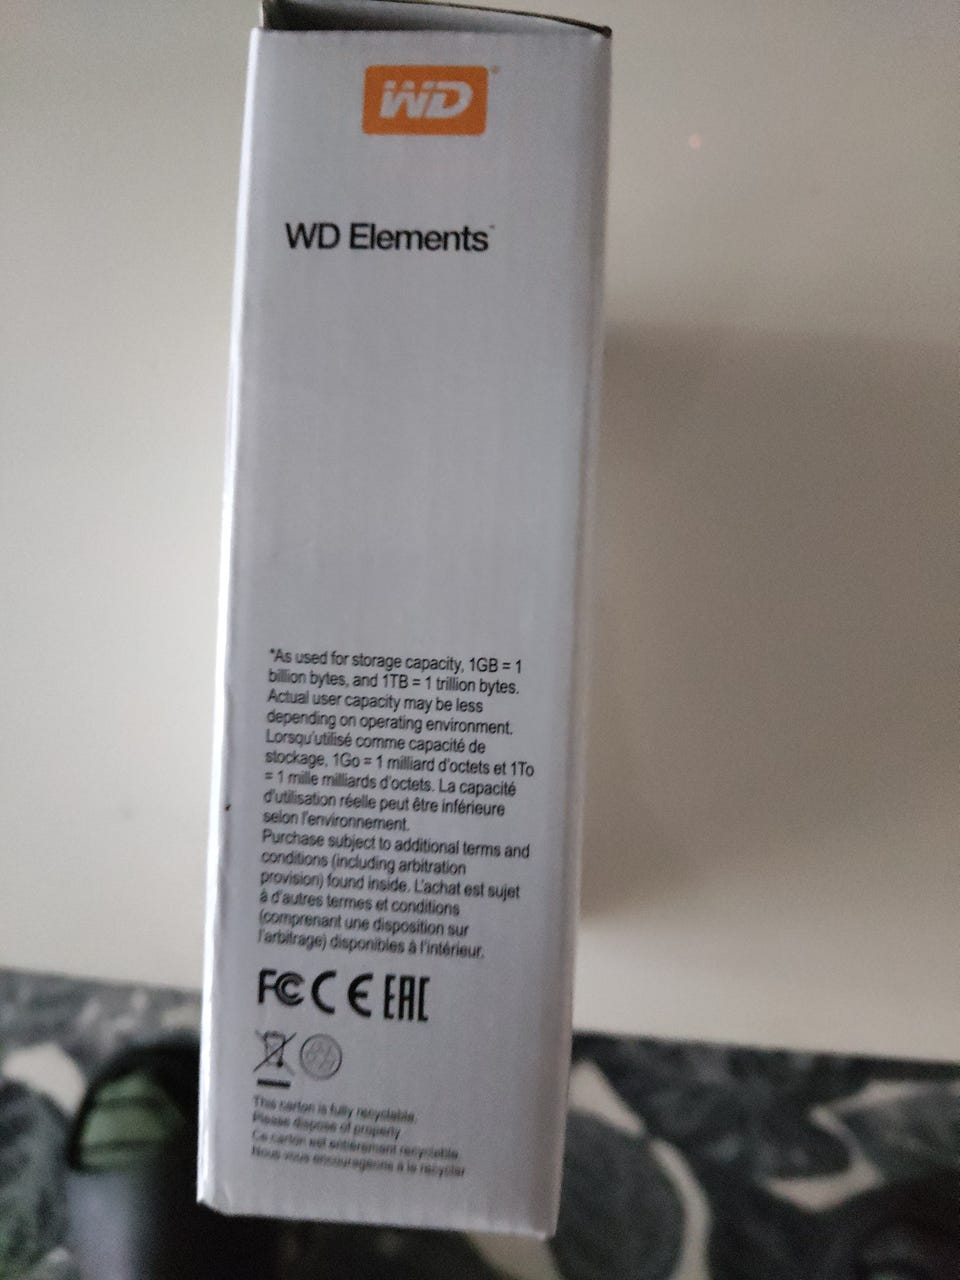 WD
WD Elements™
*As used for storage capacity, 1GB = 1
billion bytes, and 1TB = 1 trillion bytes.
Actual user capacity may be less
depending on operating environment.
Lorsqu'utilisé comme capacité de
stockage, 1Go = 1 milliard d'octets et 1To
= 1 mille milliards d'octets. La capacité
d'utilisation réelle peut être inférieure
selon l'environnement.
Purchase subject to additional terms and
conditions (including arbitration
provision) found inside. L'achat est sujet
à d'autres termes et conditions
(comprenant une disposition sur
l'arbitrage) disponibles à l'intérieur.
FC CE EAC
This carton is fully recyclable.
Please dispose of properly
Ce carton est entièrement recyclable.
Nous vous encourageons à le recycler